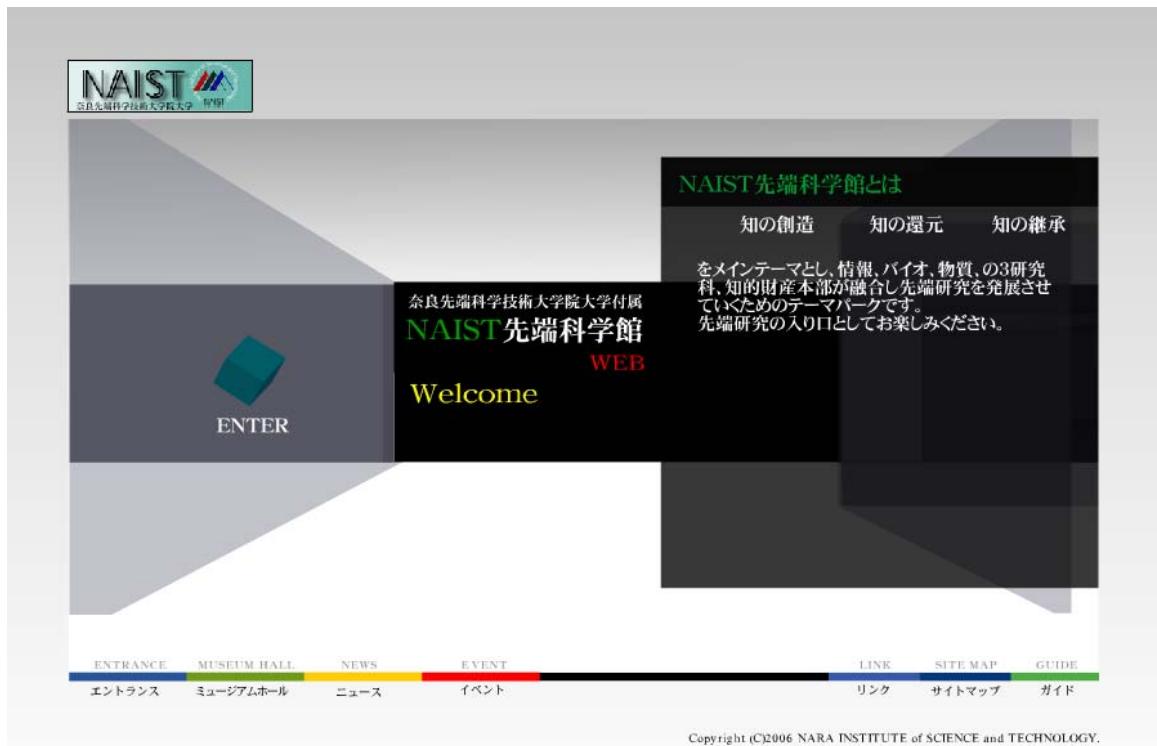 NAIST
奈良先端科学技術大学院大学
NAIST
NAIST先端科学館とは
知の創造 知の還元 知の継承
をメインテーマとし、情報、バイオ、物質、の3研究
科、知的財産本部が融合し先端研究を発展させ
ていくためのテーマパークです。
先端研究の入り口としてお楽しみください。
奈良先端科学技術大学院大学付属
NAIST先端科学館
WEB
Welcome
ENTER
ENTRANCE MUSEUM HALL NEWS EVENT LINK SITE MAP GUIDE
エントランス ミュージアムホール ニュース イベント リンク サイトマップ ガイド
Copyright (C)2006 NARA INSTITUTE of SCIENCE and TECHNOLOGY.